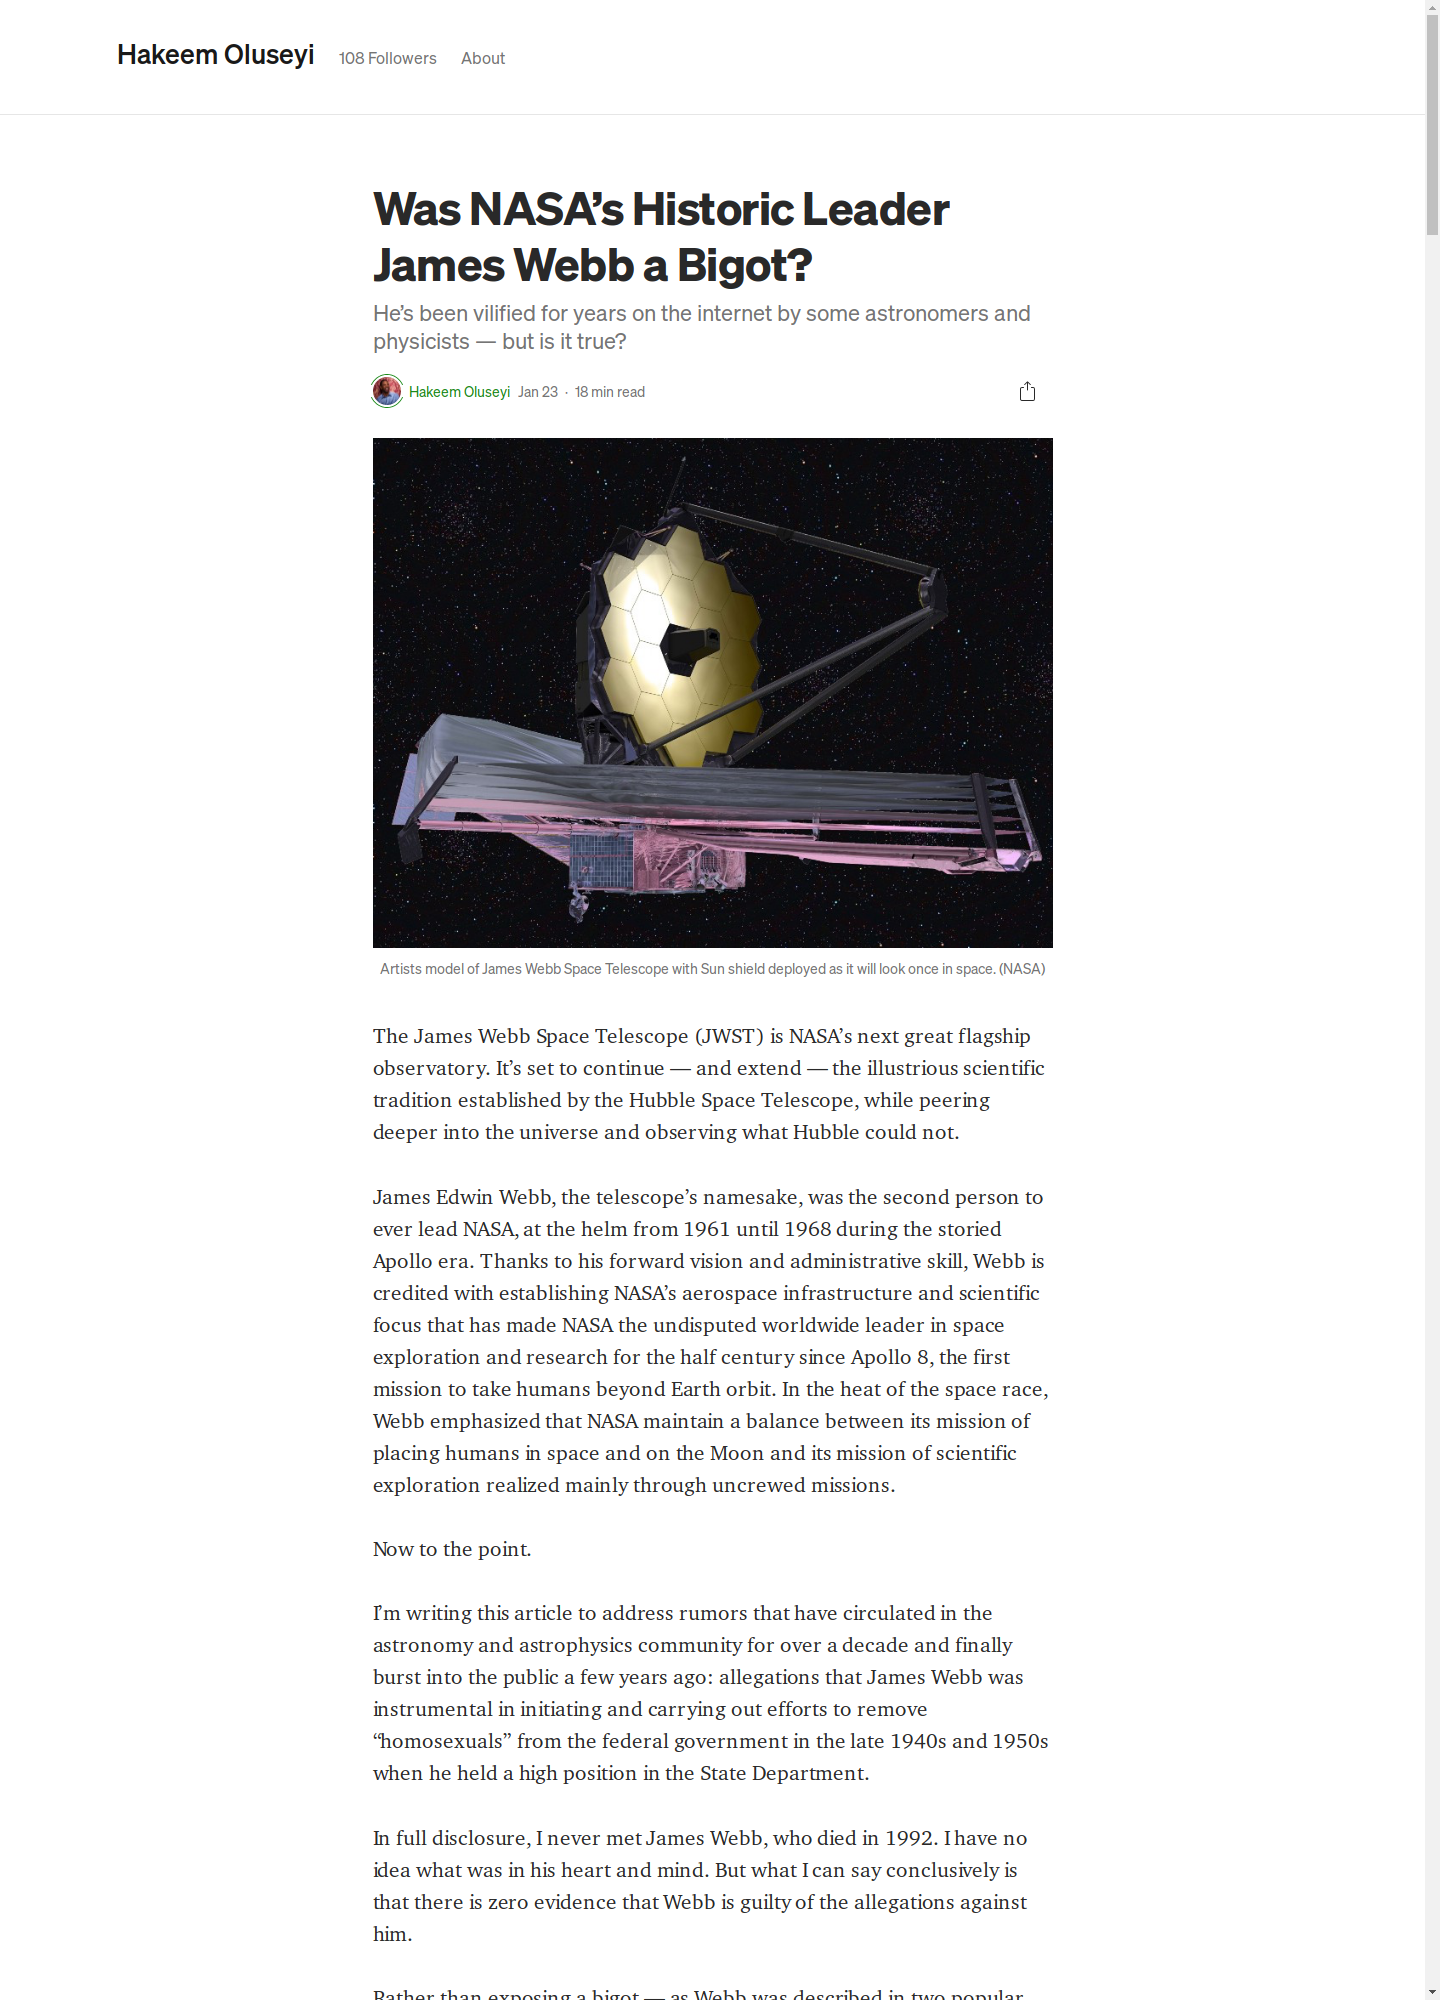 Hakeem Oluseyi
108 Followers
About
Was NASA’s Historic Leader
James Webb a Bigot?
He’s been vilified for years on the internet by some astronomers and
physicists — but is it true?
Hakeem Oluseyi Jan 23 · 18 min read
Artists model of James Webb Space Telescope with Sun shield deployed as it will look once in space. (NASA)
The James Webb Space Telescope (JWST) is NASA’s next great flagship
observatory. It’s set to continue — and extend — the illustrious scientific
tradition established by the Hubble Space Telescope, while peering
deeper into the universe and observing what Hubble could not.
James Edwin Webb, the telescope’s namesake, was the second person to
ever lead NASA, at the helm from 1961 until 1968 during the storied
Apollo era. Thanks to his forward vision and administrative skill, Webb is
credited with establishing NASA’s aerospace infrastructure and scientific
focus that has made NASA the undisputed worldwide leader in space
exploration and research for the half century since Apollo 8, the first
mission to take humans beyond Earth orbit. In the heat of the space race,
Webb emphasized that NASA maintain a balance between its mission of
placing humans in space and on the Moon and its mission of scientific
exploration realized mainly through uncrewed missions.
Now to the point.
I’m writing this article to address rumors that have circulated in the
astronomy and astrophysics community for over a decade and finally
burst into the public a few years ago: allegations that James Webb was
instrumental in initiating and carrying out efforts to remove
“homosexuals” from the federal government in the late 1940s and 1950s
when he held a high position in the State Department.
In full disclosure, I never met James Webb, who died in 1992. I have no
idea what was in his heart and mind. But what I can say conclusively is
that there is zero evidence that Webb is guilty of the allegations against
him.
Rather than exposing a bigot — as Webb was described in two popular